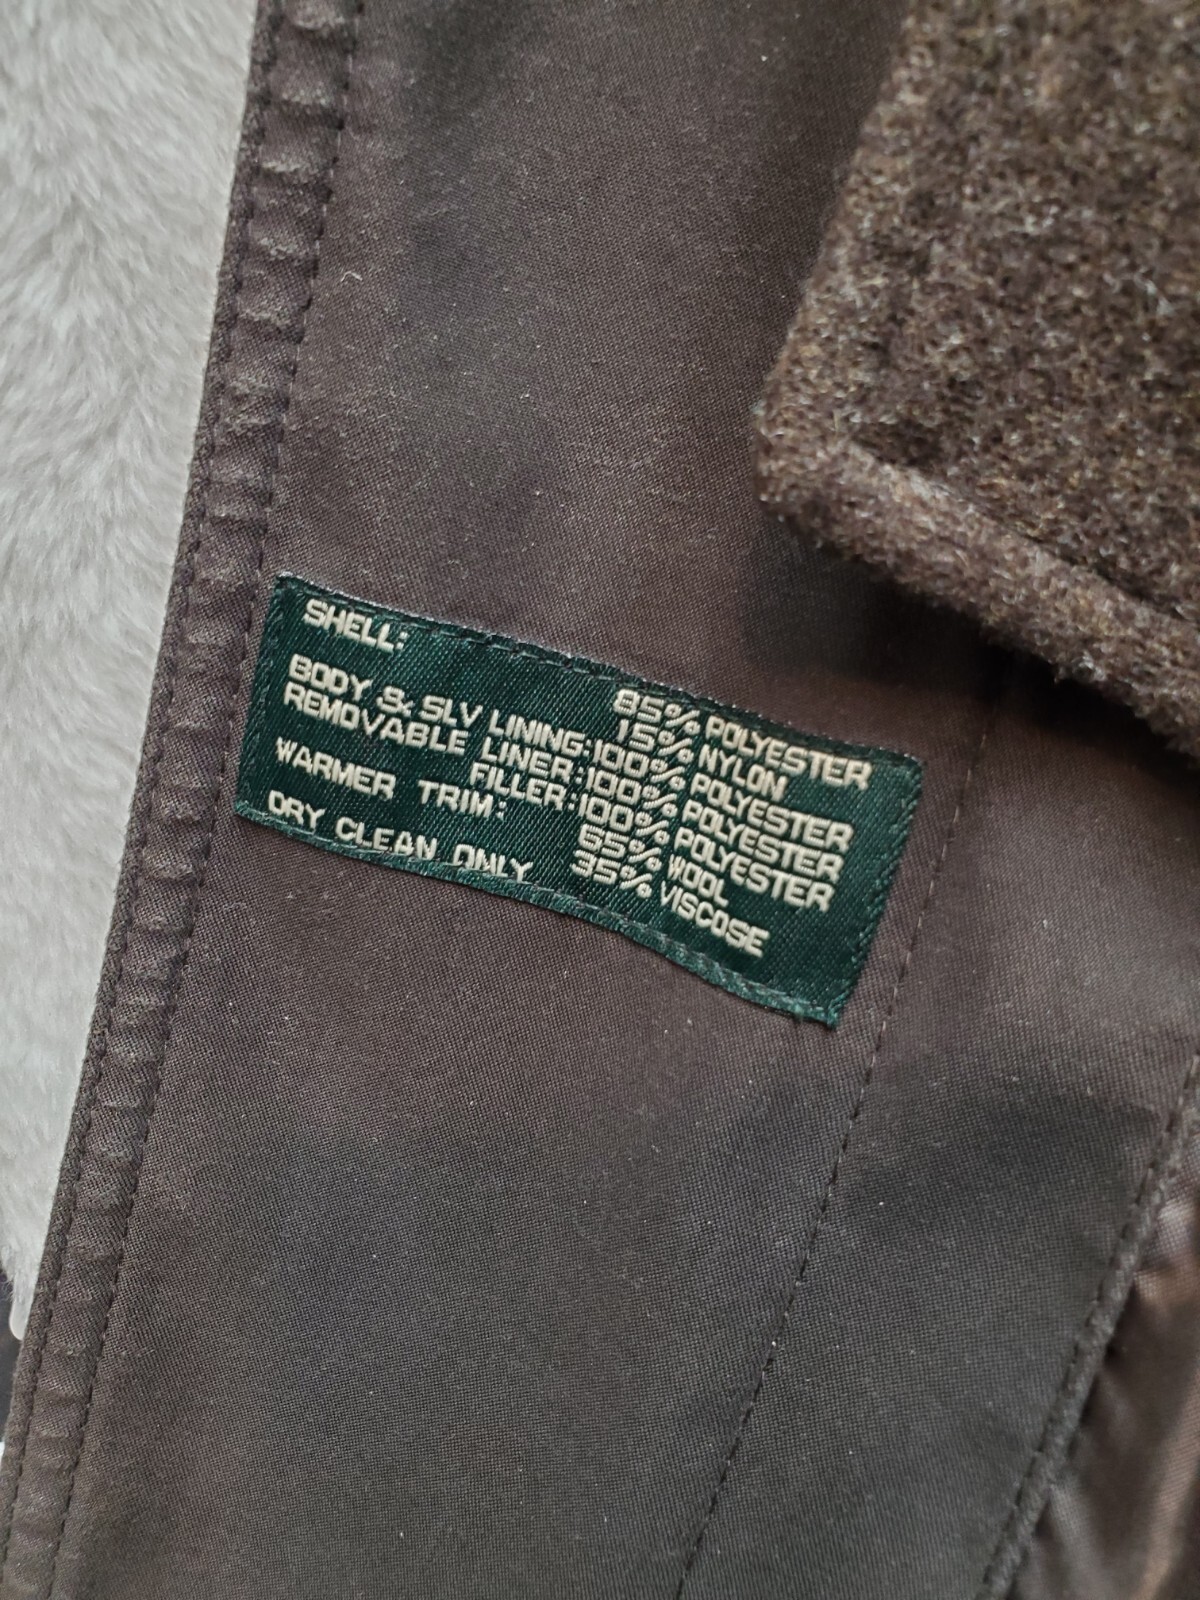 SHELL: 85% POLYESTER
15% NYLON
BODY & SLV LINING:100% POLYESTER
REMOVABLE LINER:100% POLYESTER
FILLER:100% POLYESTER
WARMER TRIM: 65% WOOL
35% VISCOSE
DRY CLEAN ONLY